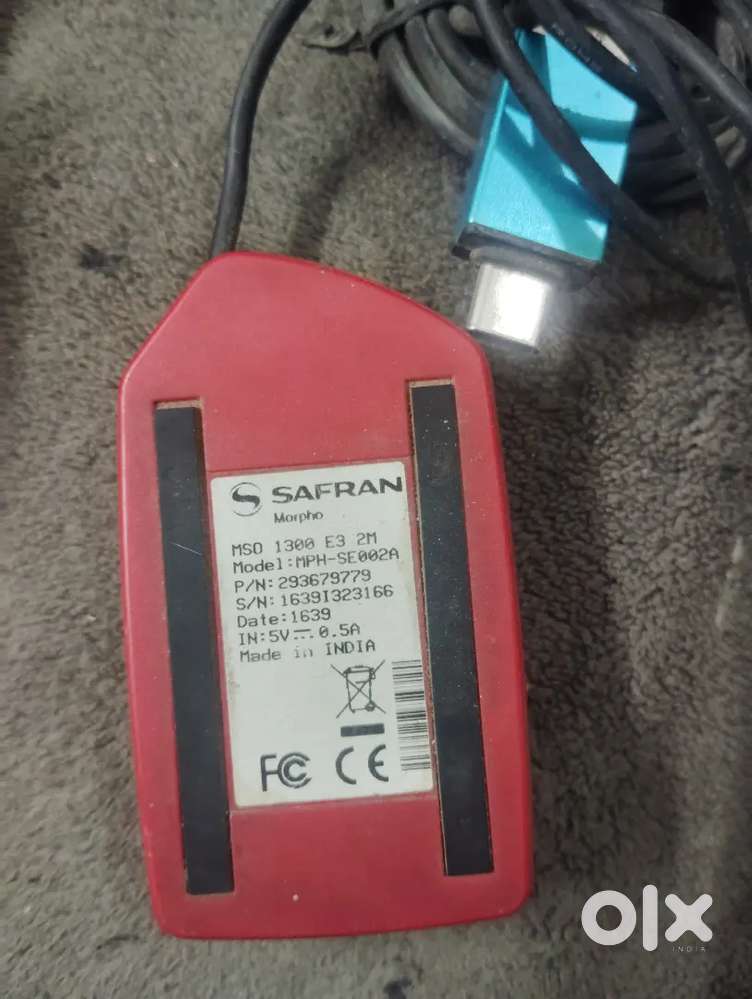 SAFRAN
Morpho
MSO 1300 E3 2M
Model:MPH-SE002A
P/N:293679779
S/N:1639I323166
Date:1639
IN:5V⎓0.5A
Made in INDIA
FC CE
olx
INDIA